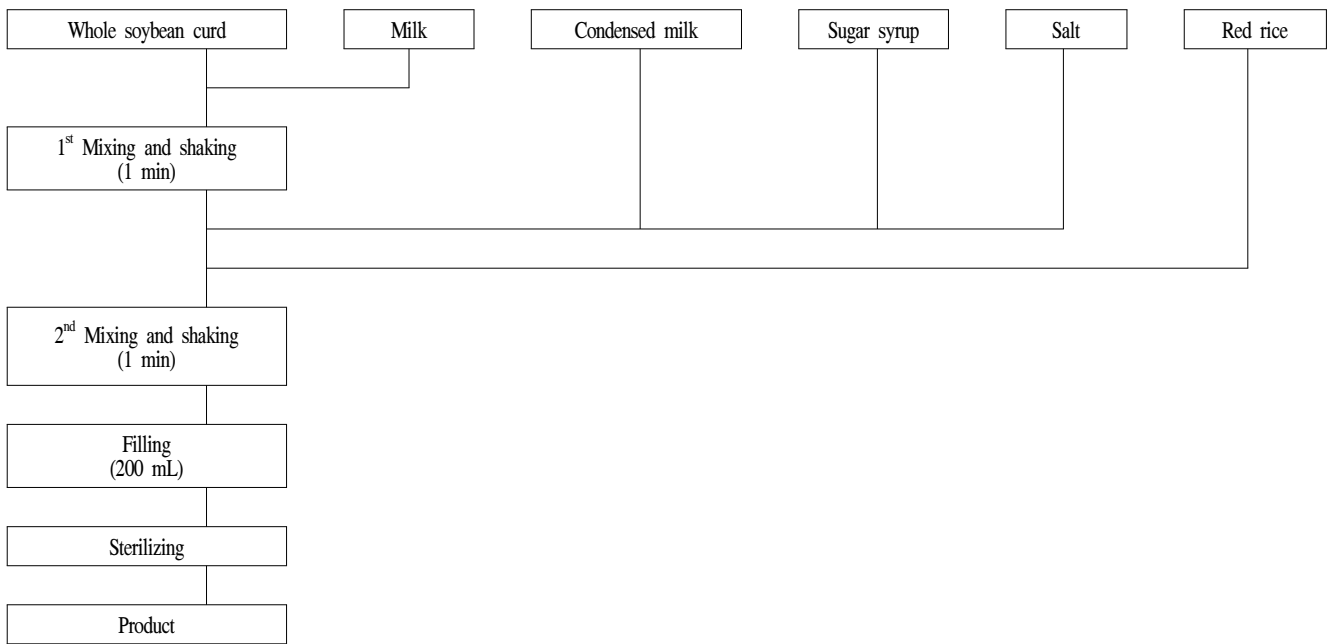 Whole soybean curd
Milk
Condensed milk
Sugar syrup
Salt
Red rice
1st Mixing and shaking
(1 min)
2nd Mixing and shaking
(1 min)
Filling
(200 mL)
Sterilizing
Product